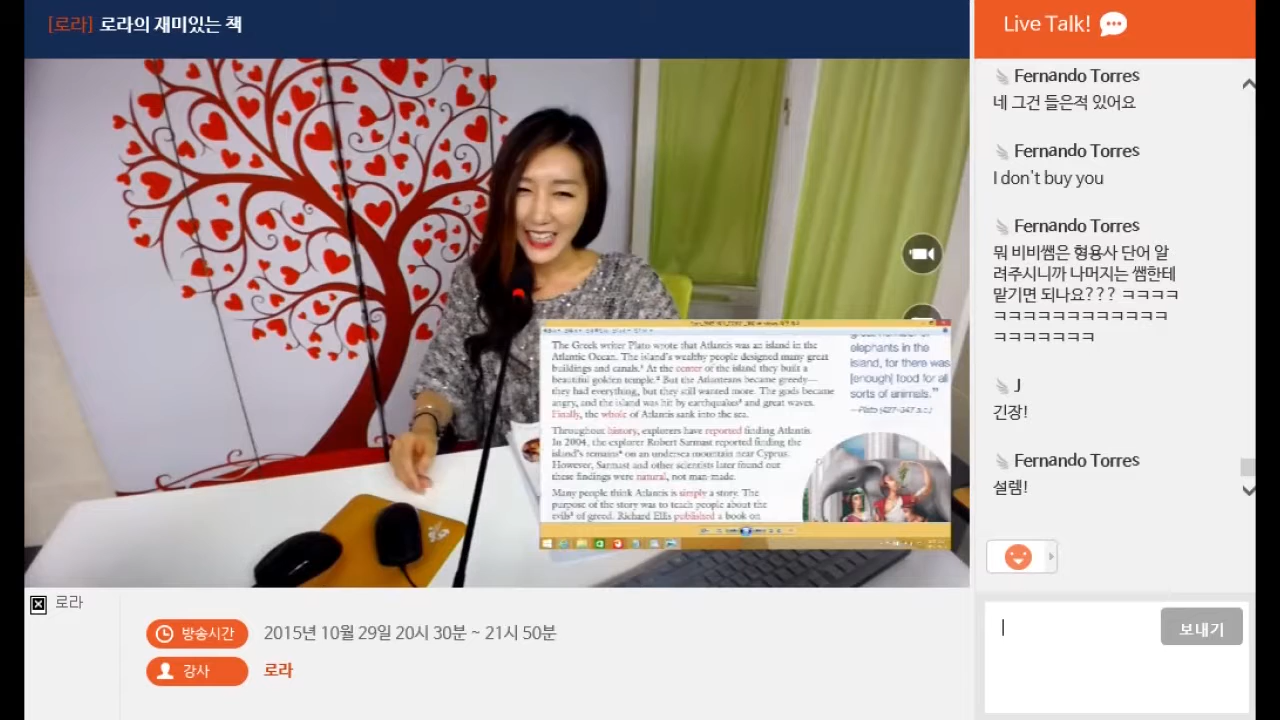 [로라] 로라의 재미있는 책
Live Talk!
Fernando Torres
네 그건 들은적 있어요
Fernando Torres
I don't buy you
Fernando Torres
뭐 비비쌤은 형용사 단어 알
려주시니까 나머지는 쌤한테
맡기면 되나요??? ㅋㅋㅋㅋ
ㅋㅋㅋㅋㅋㅋㅋㅋㅋㅋㅋㅋ
ㅋㅋㅋㅋㅋㅋㅋ
J
긴장!
Fernando Torres
설렘!
보내기
The Greek writer Plato wrote that Atlantis was an island in the
Atlantic Ocean. The island's wealthy people designed many great
buildings and canals. At the center of the island they built a
beautiful golden temple. But the Atlanteans became greedy—
they had everything, but they still wanted more. The gods became
angry, and the island was hit by earthquakes and great waves.
Finally, the whole of Atlantis sank into the sea.
Throughout history, explorers have reported finding Atlantis.
In 2004, the explorer Robert Sarmast reported finding the
island's remains on an undersea mountain near Cyprus.
However, Sarmast and other scientists later found out
these findings were natural, not man-made.
Many people think Atlantis is simply a story. The
purpose of the story was to teach people about the
evils of greed. Richard Ellis published a book on
elephants in the
island, for there was
[enough] food for all
sorts of animals."
—Plato (427–347 B.C.)
로라
방송시간 2015년 10월 29일 20시 30분 ~ 21시 50분
강사 로라